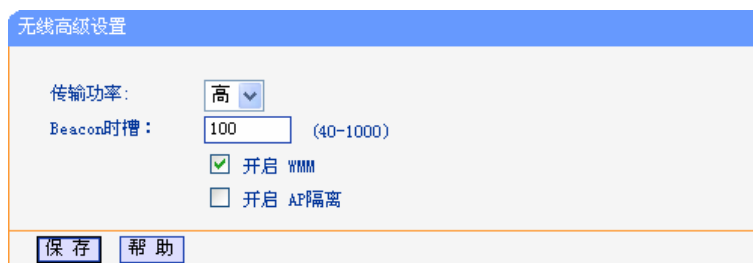 无线高级设置
传输功率: 高
Beacon时槽： 100 (40-1000)
开启 WMM
开启 AP隔离
保 存 帮 助